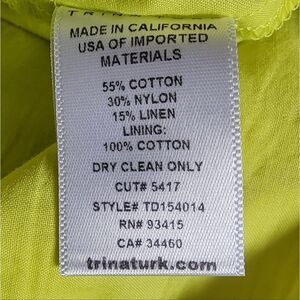 MADE IN CALIFORNIA
USA OF IMPORTED
MATERIALS
55% COTTON
30% NYLON
15% LINEN
LINING:
100% COTTON
DRY CLEAN ONLY
CUT# 5417
STYLE# TD154014
RN# 93415
CA# 34460
trinaturk.com